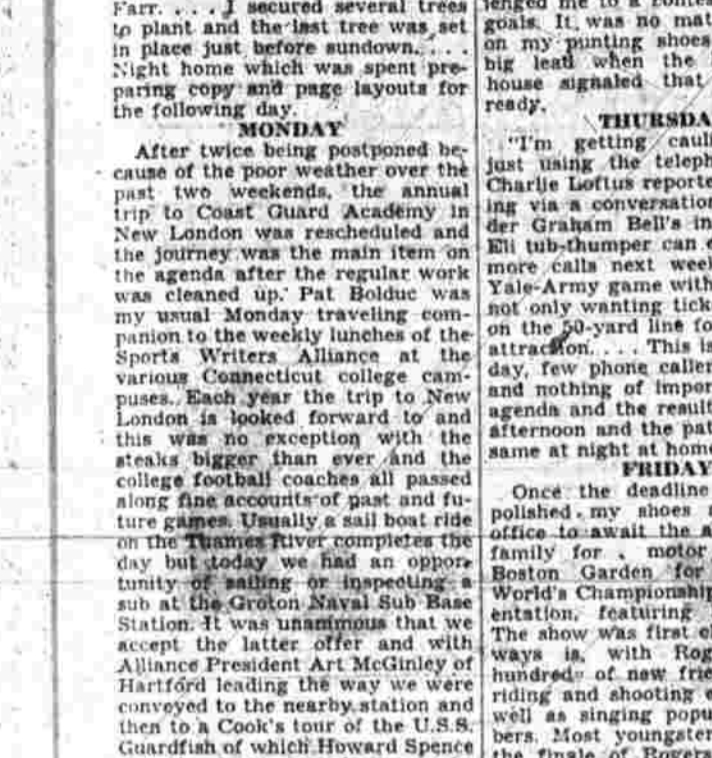 Farr. . . . I secured several trees
to plant and the last tree was set
in place just before sundown. . . .
Night home which was spent pre-
paring copy and page layouts for
the following day.
MONDAY
After twice being postponed be-
cause of the poor weather over the
past two weekends, the annual
trip to Coast Guard Academy in
New London was rescheduled and
the journey was the main item on
the agenda after the regular work
was cleaned up. Pat Bolduc was
my usual Monday traveling com-
panion to the weekly lunches of the
Sports Writers Alliance at the
various Connecticut college cam-
puses. Each year the trip to New
London is looked forward to and
this was no exception with the
steaks bigger than ever and the
college football coaches all passed
along fine accounts of past and fu-
ture games. Usually a sail boat ride
on the Thames River completes the
day but today we had an oppor-
tunity of sailing or inspecting a
sub at the Groton Naval Sub Base
Station. It was unanimous that we
accept the latter offer and with
Alliance President Art McGinley of
Hartford leading the way we were
conveyed to the nearby station and
then to a Cook's tour of the U.S.S.
Guardfish of which Howard Spence
lenged me to a
goals. It was no mat
on my punting shoes
big lead when the
house signaled that
ready.
THURSDA
"I'm getting cauli
just using the teleph
Charlie Loftus reporte
ing via a conversation
der Graham Bell's in
Eli tub-thumper can
more calls next week
Yale-Army game with
not only wanting tick
on the 50-yard line fo
attraction. . . . This is
day, few phone caller
and nothing of impor
agenda and the result
afternoon and the pat
same at night at home
FRIDAY
Once the deadline
polished my shoes
office to await the a
family for motor
Boston Garden for
World's Championship
entation, featuring
The show was first cl
ways is, with Rog
hundred of new frie
riding and shooting
well as singing popu
bers. Most youngster
the finale of Rogers